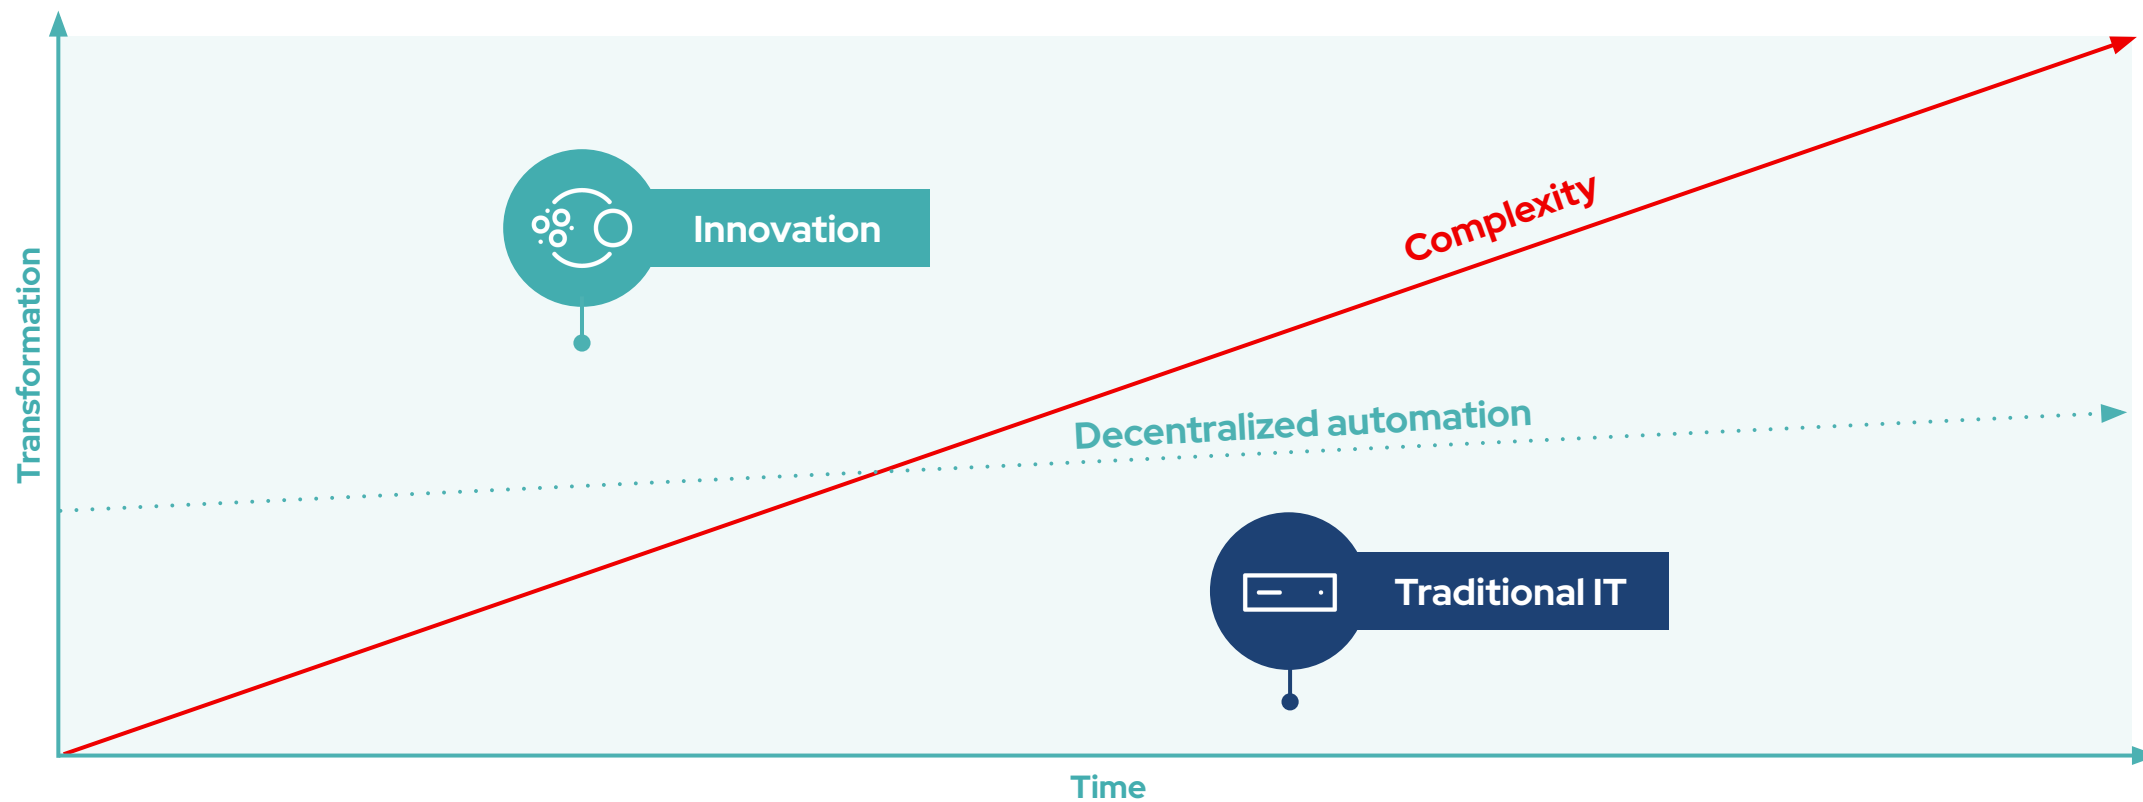 Innovation
Complexity
Transformation
Decentralized automation
Traditional IT
Time